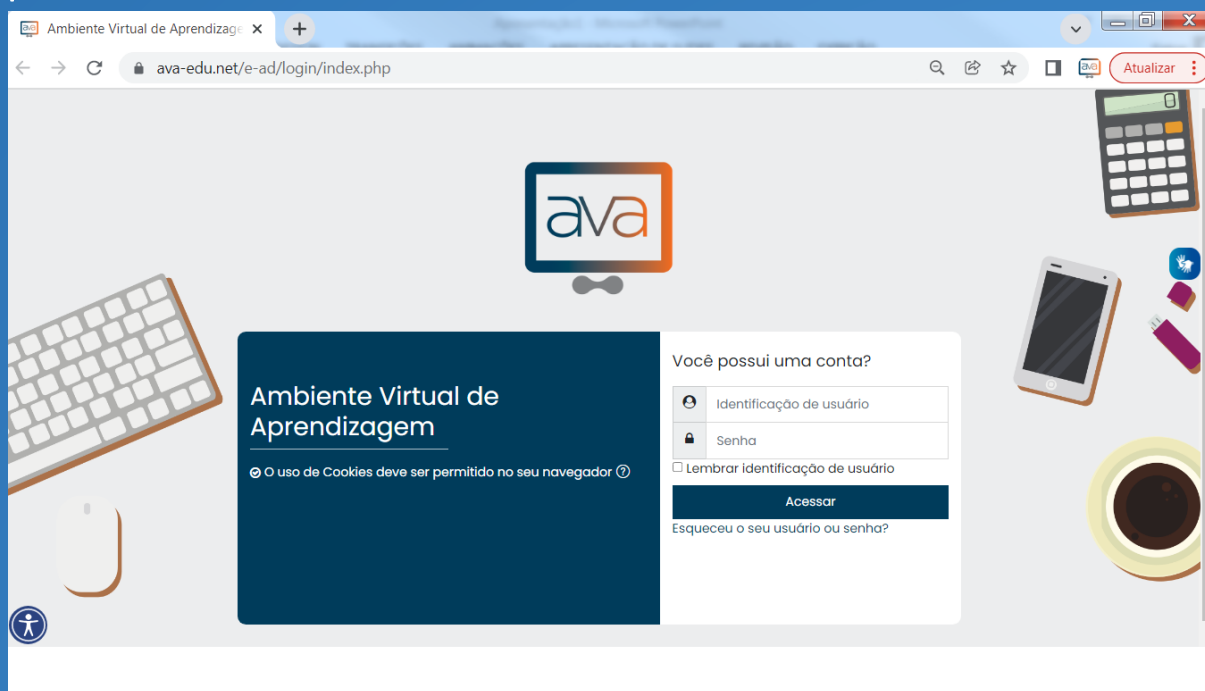 Ambiente Virtual de Aprendizage
ava-edu.net/e-ad/login/index.php
ava
Atualizar
ava
Você possui uma conta?
Identificação de usuário
Senha
Lembrar identificação de usuário
Acessar
Esqueceu o seu usuário ou senha?
Ambiente Virtual de
Aprendizagem
O uso de Cookies deve ser permitido no seu navegador